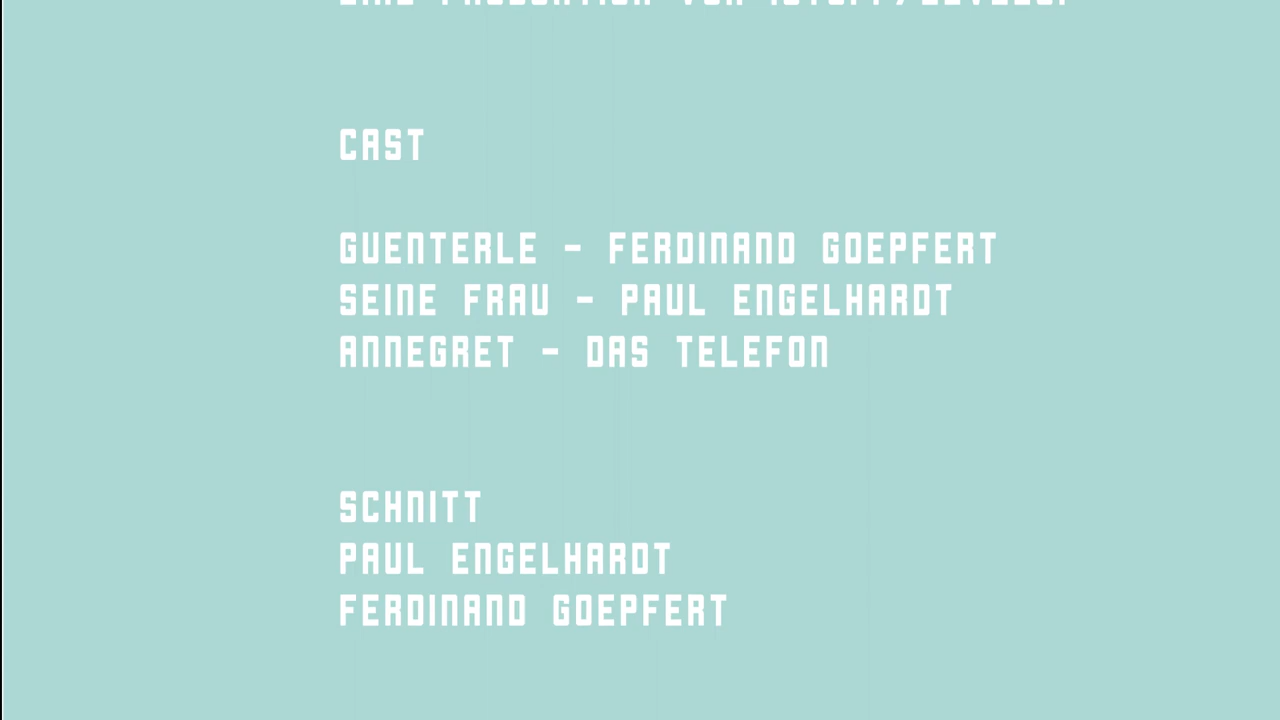 CAST
GUENTERLE - FERDINAND GOEPFERT
SEINE FRAU - PAUL ENGELHARDT
ANNEGRET - DAS TELEFON
SCHNITT
PAUL ENGELHARDT
FERDINAND GOEPFERT